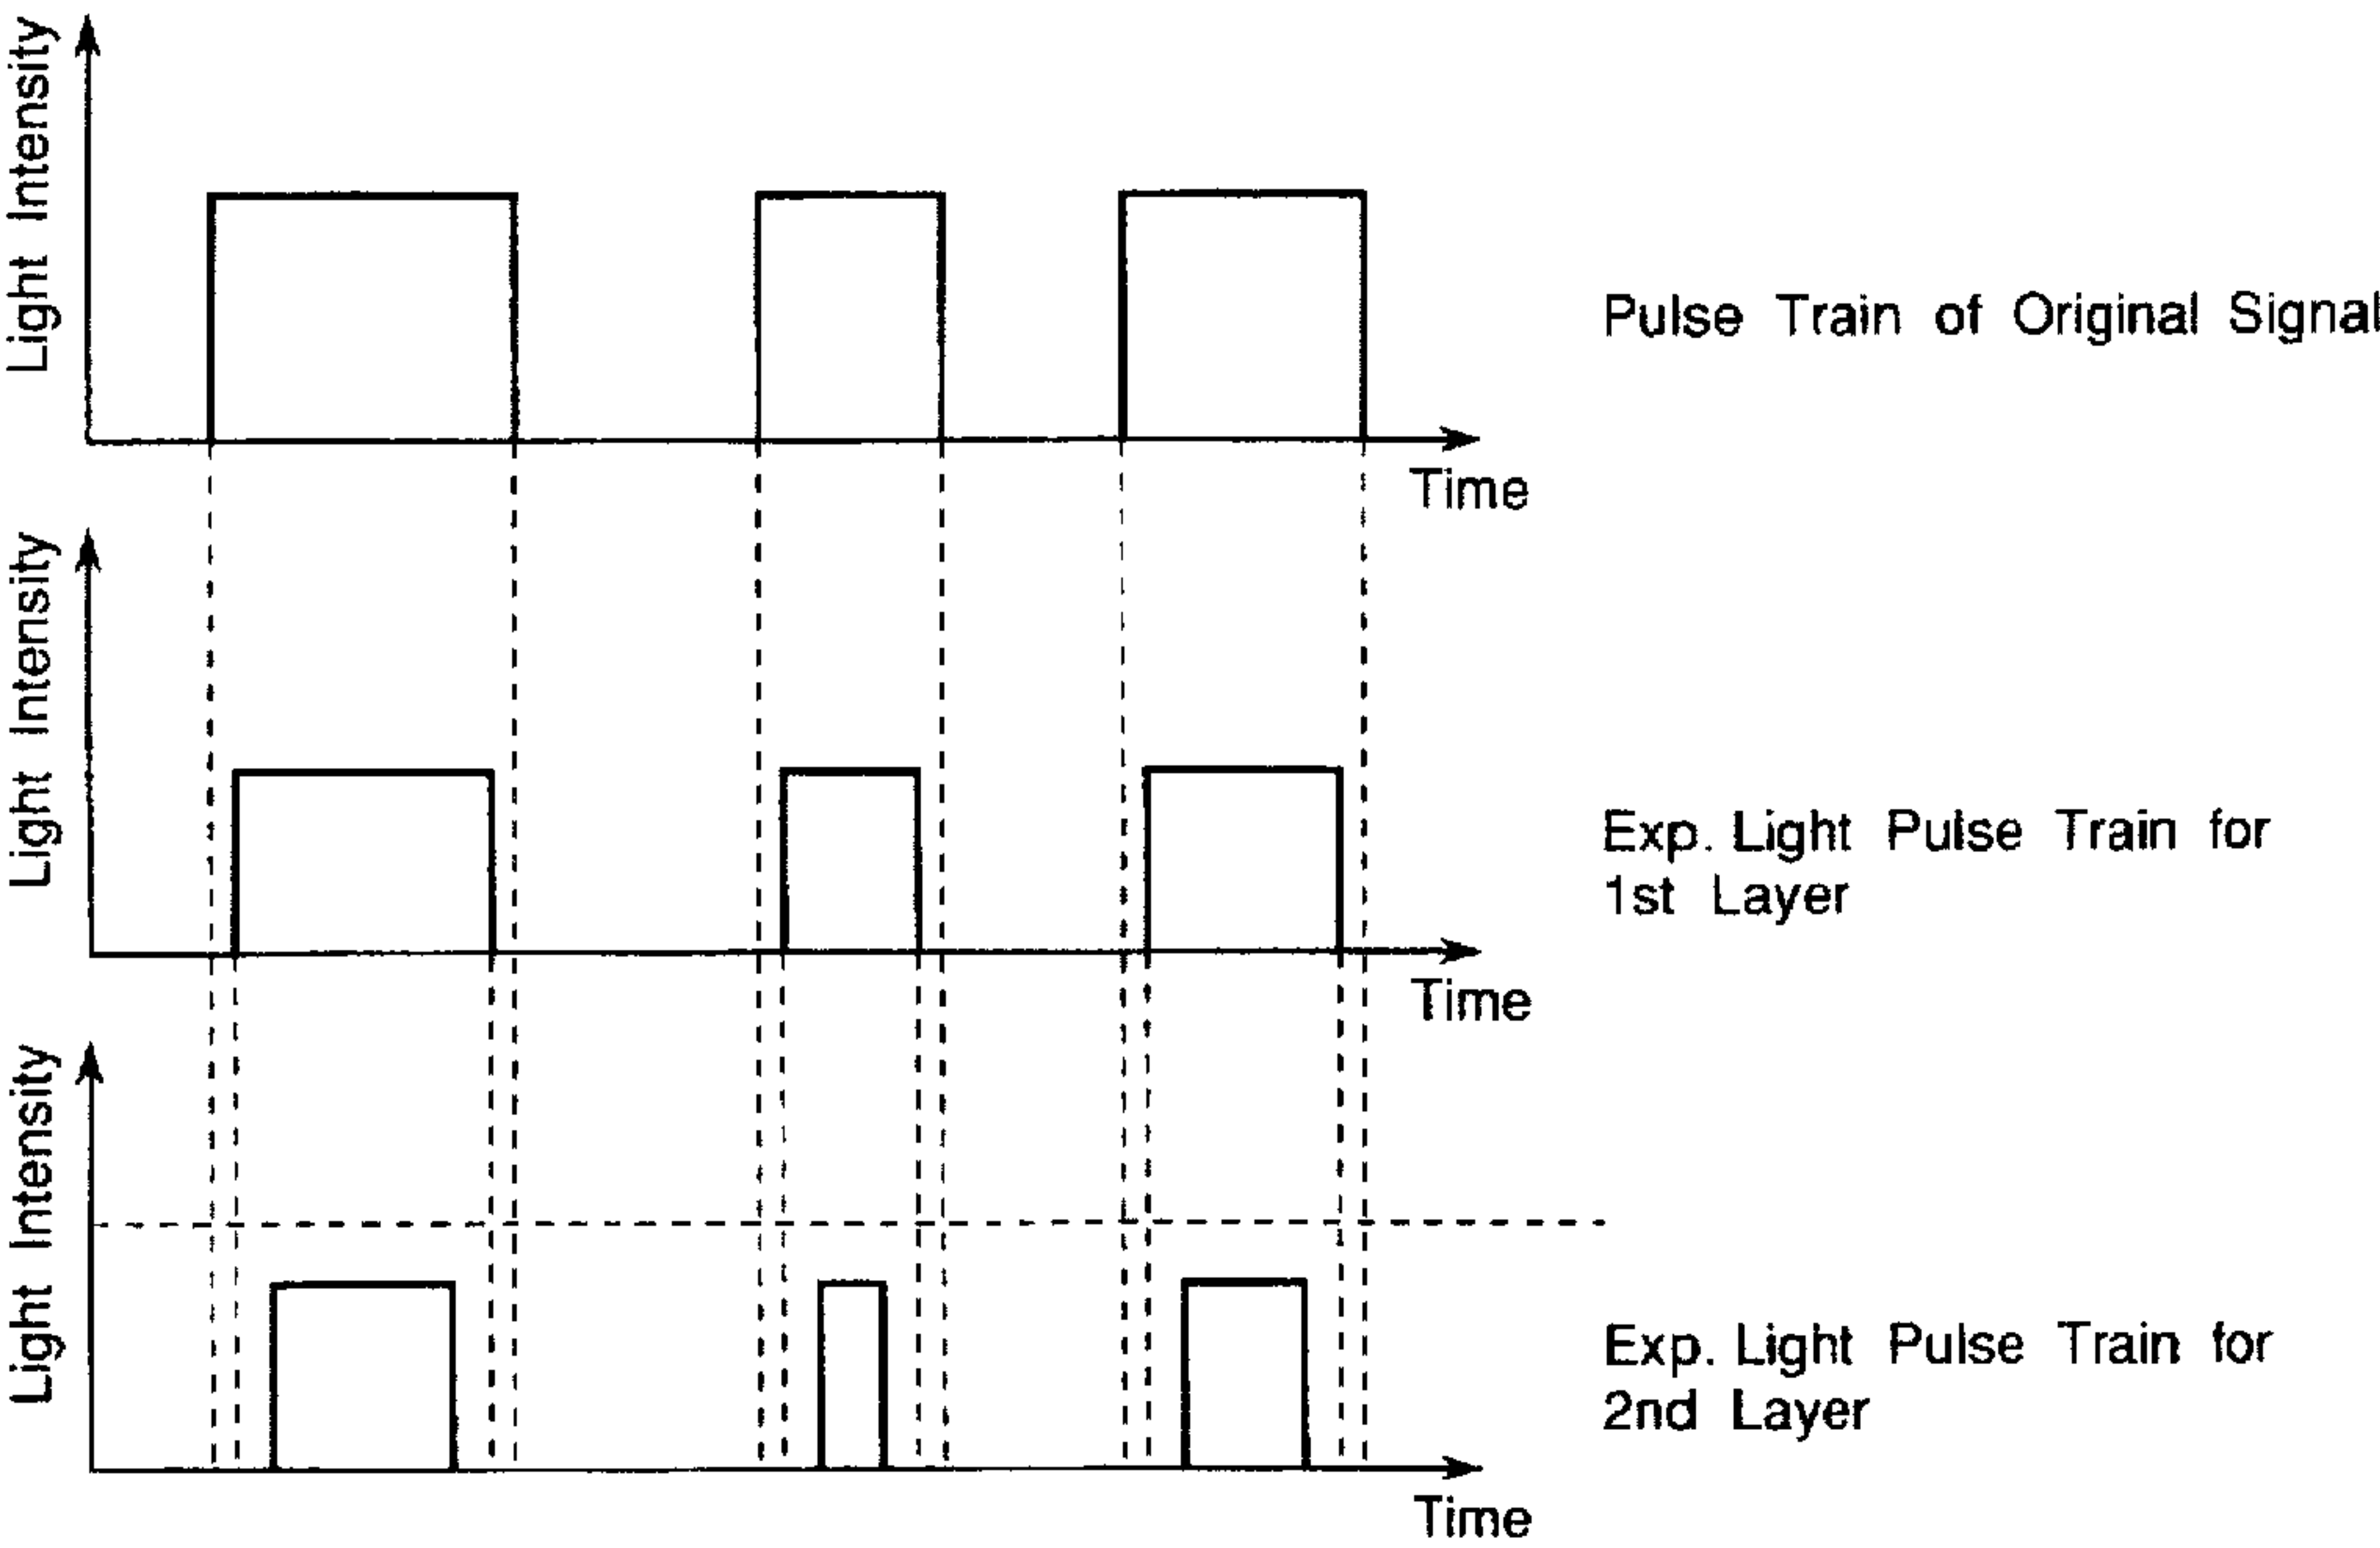 Light Intensity
Pulse Train of Original Signal
Time
Light Intensity
Exp. Light Pulse Train for
1st Layer
Time
Light Intensity
Exp. Light Pulse Train for
2nd Layer
Time